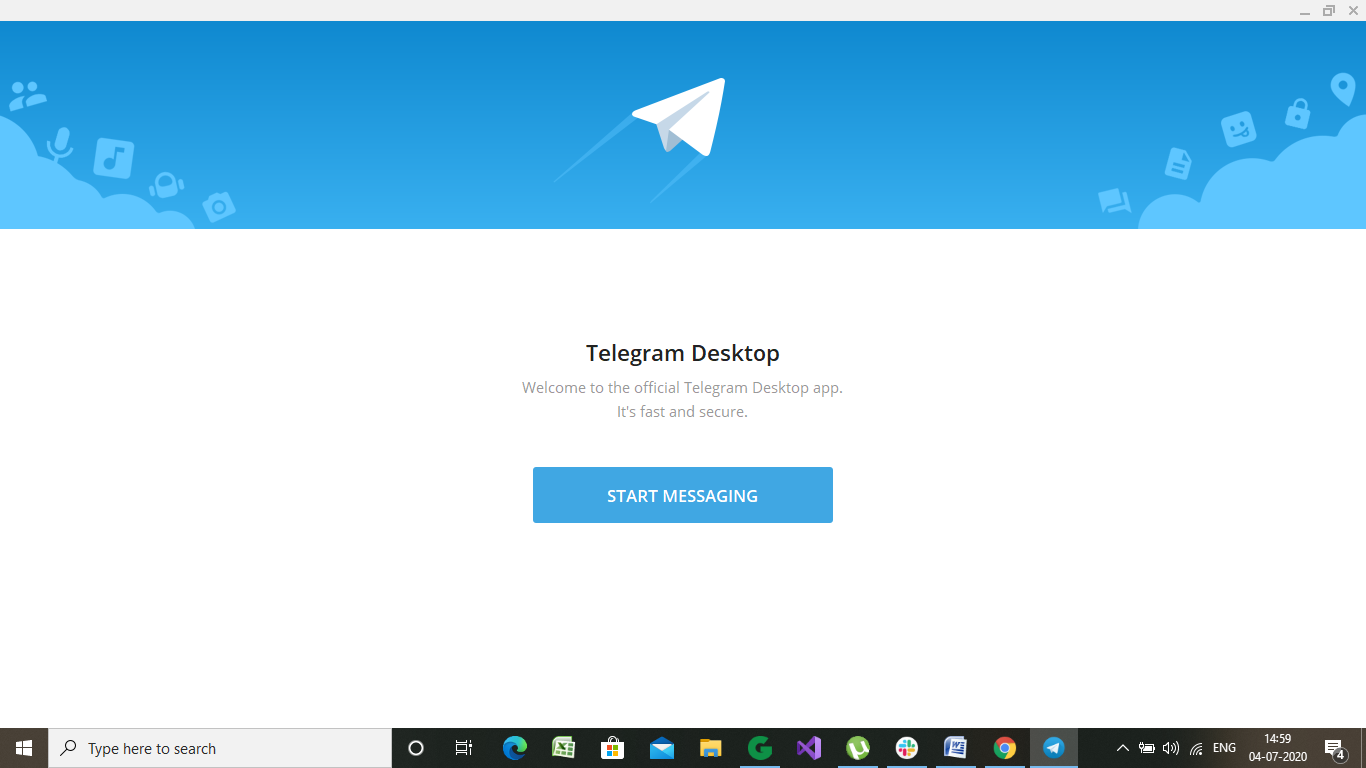 Telegram Desktop
Welcome to the official Telegram Desktop app.
It's fast and secure.
START MESSAGING
Type here to search
ENG
14:59
04-07-2020
4